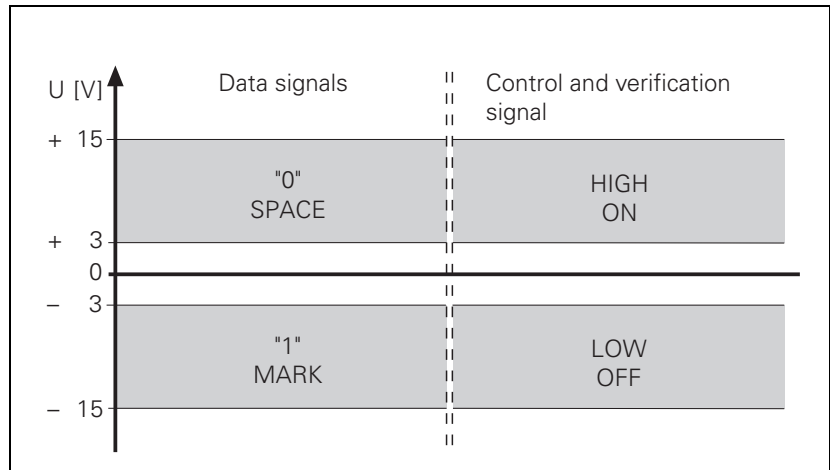 U [V]
Data signals
Control and verification
signal
+ 15
"0"
SPACE
HIGH
ON
+ 3
0
– 3
"1"
MARK
LOW
OFF
– 15